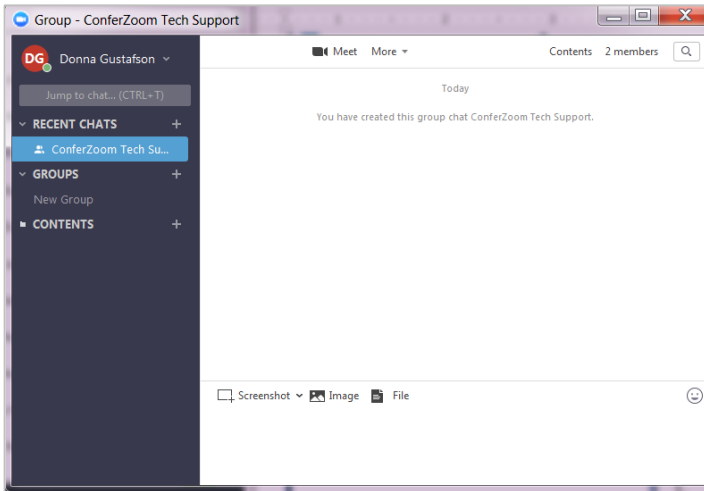 Group - ConferZoom Tech Support
DG Donna Gustafson
Jump to chat... (CTRL+T)
RECENT CHATS +
ConferZoom Tech Su...
GROUPS +
New Group
CONTENTS +
Meet More Contents 2 members
Today
You have created this group chat ConferZoom Tech Support.
Screenshot Image File